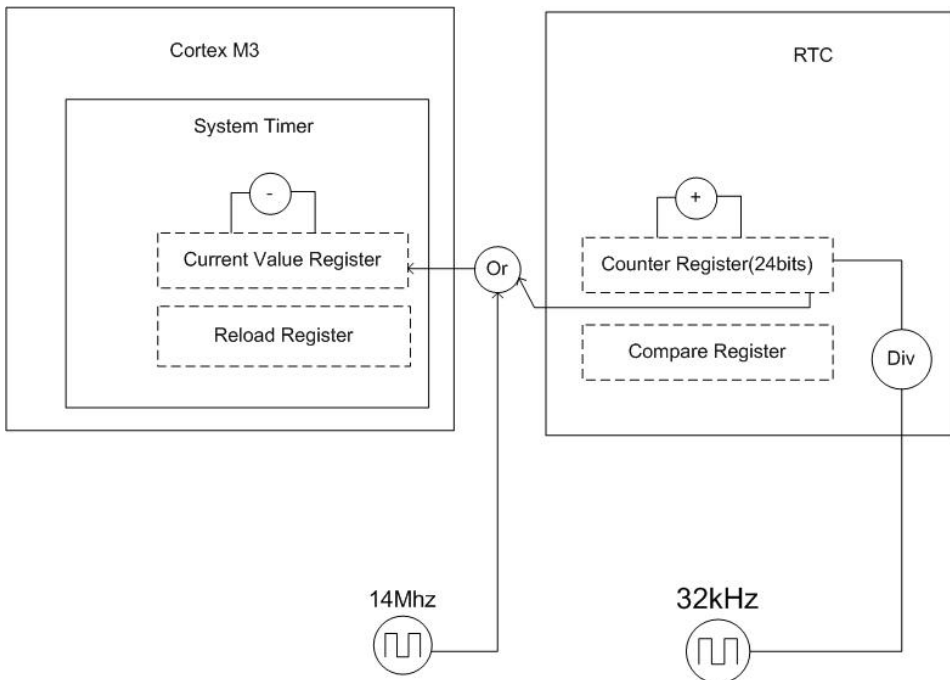 Cortex M3
RTC
System Timer
-
+
Current Value Register
Or
Counter Register(24bits)
Reload Register
Compare Register
Div
14Mhz
32kHz